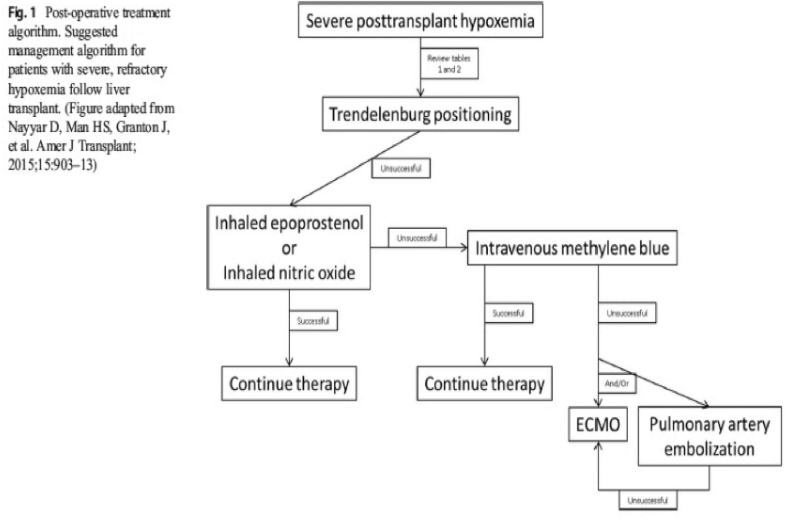 Fig. 1 Post-operative treatment
algorithm. Suggested
management algorithm for
patients with severe, refractory
hypoxemia follow liver
transplant. (Figure adapted from
Nayyar D, Man HS, Granton J,
et al. Amer J Transplant;
2015;15:903–13)
Severe posttransplant hypoxemia
Review tables
1 and 2
Trendelenburg positioning
Unsuccessful
Inhaled epoprostenol
or
Inhaled nitric oxide
Unsuccessful
Intravenous methylene blue
Successful
Successful
Unsuccessful
Continue therapy
Continue therapy
And/Or
ECMO
Pulmonary artery
embolization
Unsuccessful